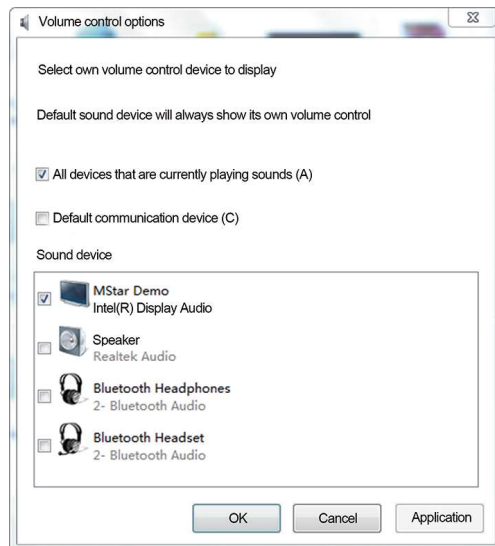 Volume control options
Select own volume control device to display
Default sound device will always show its own volume control
All devices that are currently playing sounds (A)
Default communication device (C)
Sound device
MStar Demo
Intel(R) Display Audio
Speaker
Realtek Audio
Bluetooth Headphones
2- Bluetooth Audio
Bluetooth Headset
2- Bluetooth Audio
OK Cancel Application